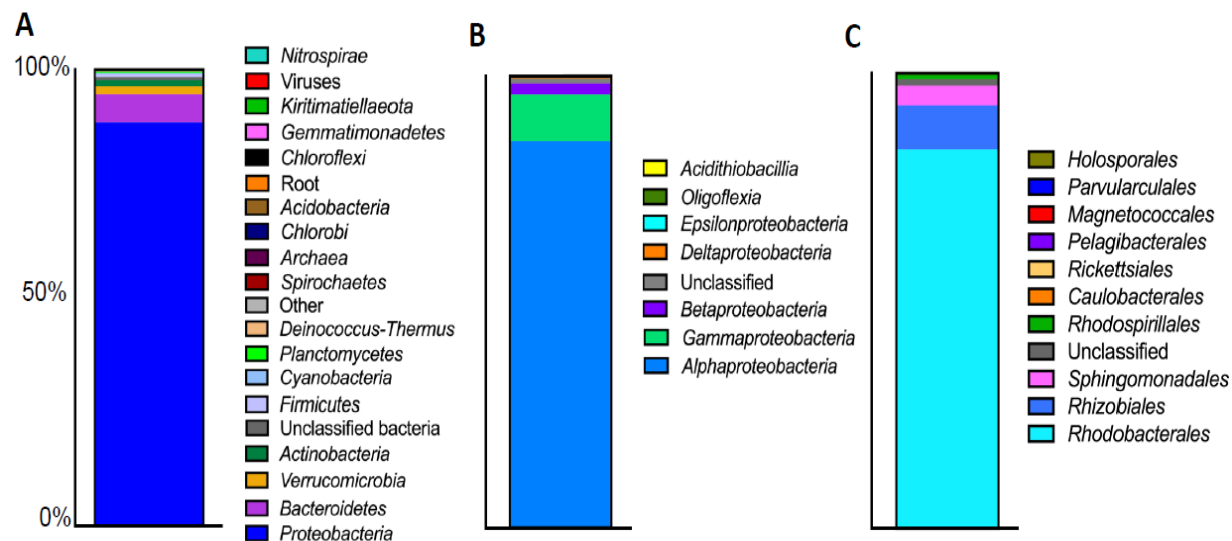 A
100%
50%
0%
Nitrospirae
Viruses
Kiritimatiellaeota
Gemmatimonadetes
Chloroflexi
Root
Acidobacteria
Chlorobi
Archaea
Spirochaetes
Other
Deinococcus-Thermus
Planctomycetes
Cyanobacteria
Firmicutes
Unclassified bacteria
Actinobacteria
Verrucomicrobia
Bacteroidetes
Proteobacteria
B
Acidithiobacillia
Oligoflexia
Epsilonproteobacteria
Deltaproteobacteria
Unclassified
Betaproteobacteria
Gammaproteobacteria
Alphaproteobacteria
C
Holosporales
Parvularculales
Magnetococcales
Pelagibacterales
Rickettsiales
Caulobacterales
Rhodospirillales
Unclassified
Sphingomonadales
Rhizobiales
Rhodobacterales